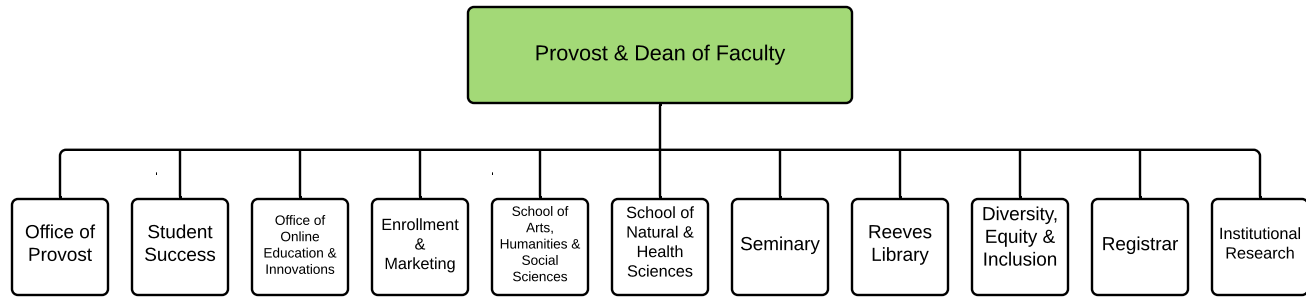 Provost & Dean of Faculty
Office of
Provost
Student
Success
Office of
Online
Education &
Innovations
Enrollment
&
Marketing
School of
Arts,
Humanities &
Social
Sciences
School of
Natural &
Health
Sciences
Seminary
Reeves
Library
Diversity,
Equity &
Inclusion
Registrar
Institutional
Research